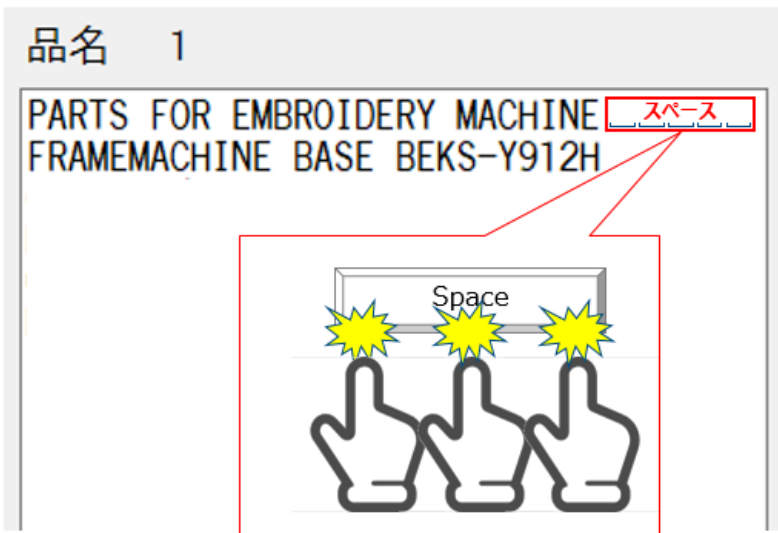 品名 1
PARTS FOR EMBROIDERY MACHINE スペース
FRAMEMACHINE BASE BEKS-Y912H
Space